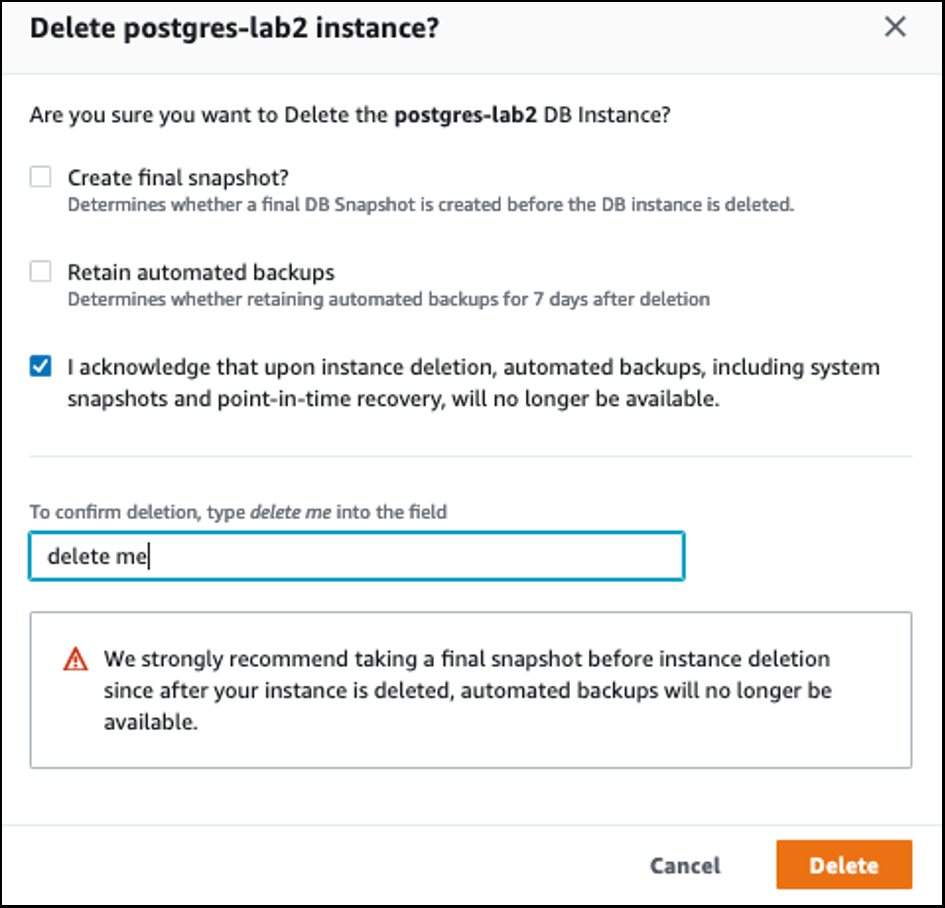 Delete postgres-lab2 instance?
Are you sure you want to Delete the postgres-lab2 DB Instance?
Create final snapshot?
Determines whether a final DB Snapshot is created before the DB instance is deleted.
Retain automated backups
Determines whether retaining automated backups for 7 days after deletion
I acknowledge that upon instance deletion, automated backups, including system
snapshots and point-in-time recovery, will no longer be available.
To confirm deletion, type delete me into the field
delete me
We strongly recommend taking a final snapshot before instance deletion
since after your instance is deleted, automated backups will no longer be
available.
Cancel
Delete